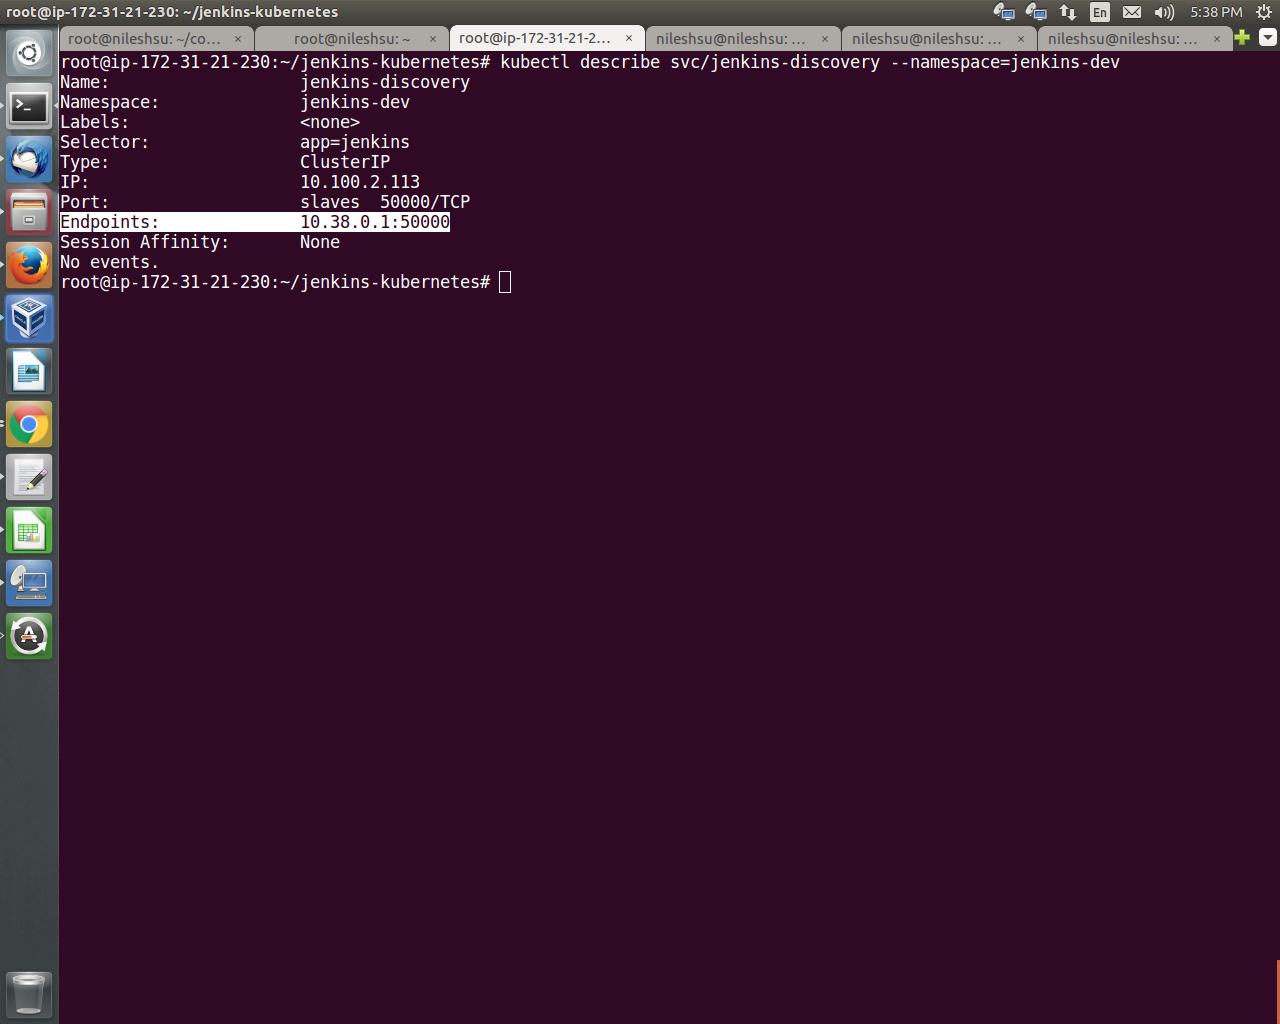 root@ip-172-31-21-230: ~/jenkins-kubernetes
En
5:38 PM
root@nileshsu: ~/co... × root@nileshsu: ~ × root@ip-172-31-21-2... × nileshsu@nileshsu: ... × nileshsu@nileshsu: ... × nileshsu@nileshsu: ... ×
root@ip-172-31-21-230:~/jenkins-kubernetes# kubectl describe svc/jenkins-discovery --namespace=jenkins-dev
Name: jenkins-discovery
Namespace: jenkins-dev
Labels: <none>
Selector: app=jenkins
Type: ClusterIP
IP: 10.100.2.113
Port: slaves 50000/TCP
Endpoints: 10.38.0.1:50000
Session Affinity: None
No events.
root@ip-172-31-21-230:~/jenkins-kubernetes#